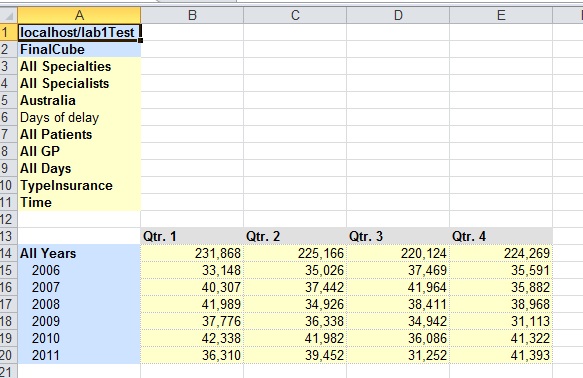 A B C D E
1 localhost/lab1Test
2 FinalCube
3 All Specialties
4 All Specialists
5 Australia
6 Days of delay
7 All Patients
8 All GP
9 All Days
10 TypeInsurance
11 Time
12
13 Qtr. 1 Qtr. 2 Qtr. 3 Qtr. 4
14 All Years 231,868 225,166 220,124 224,269
15 2006 33,148 35,026 37,469 35,591
16 2007 40,307 37,442 41,964 35,882
17 2008 41,989 34,926 38,411 38,968
18 2009 37,776 36,338 34,942 31,113
19 2010 42,338 41,982 36,086 41,322
20 2011 36,310 39,452 31,252 41,393
21